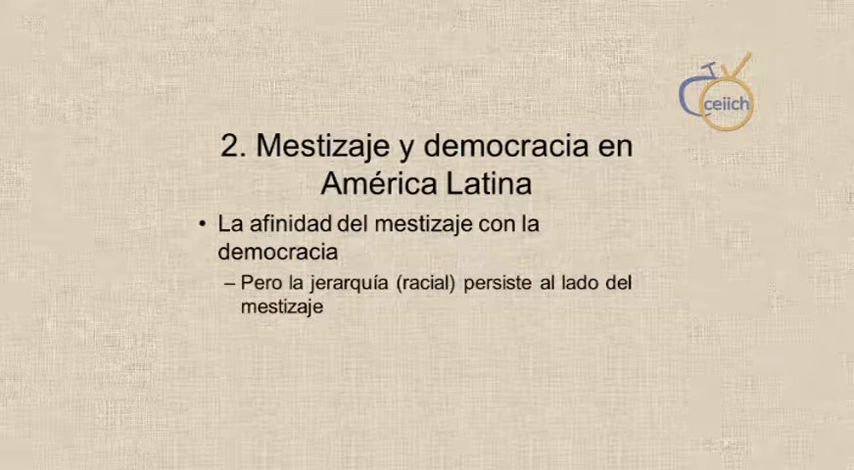 TV
ceiich
2. Mestizaje y democracia en
América Latina
• La afinidad del mestizaje con la
democracia
– Pero la jerarquía (racial) persiste al lado del
mestizaje